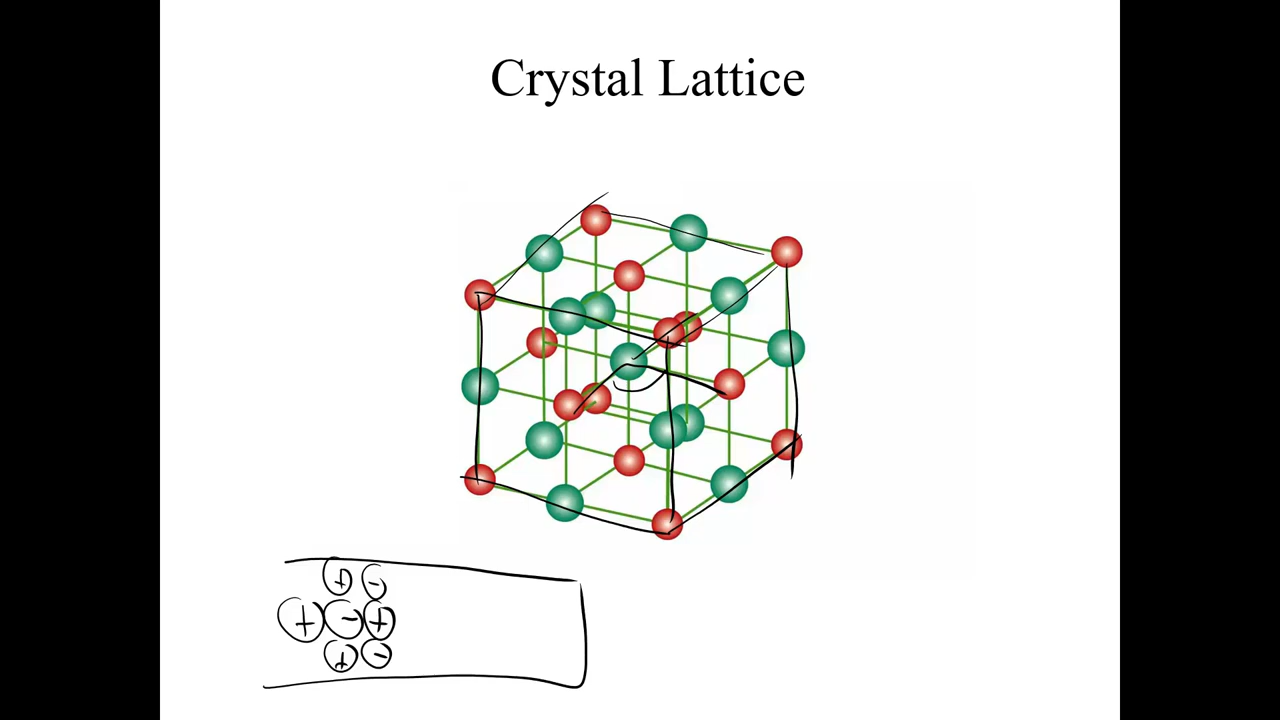 Crystal Lattice
+ -
+ - +
+ -